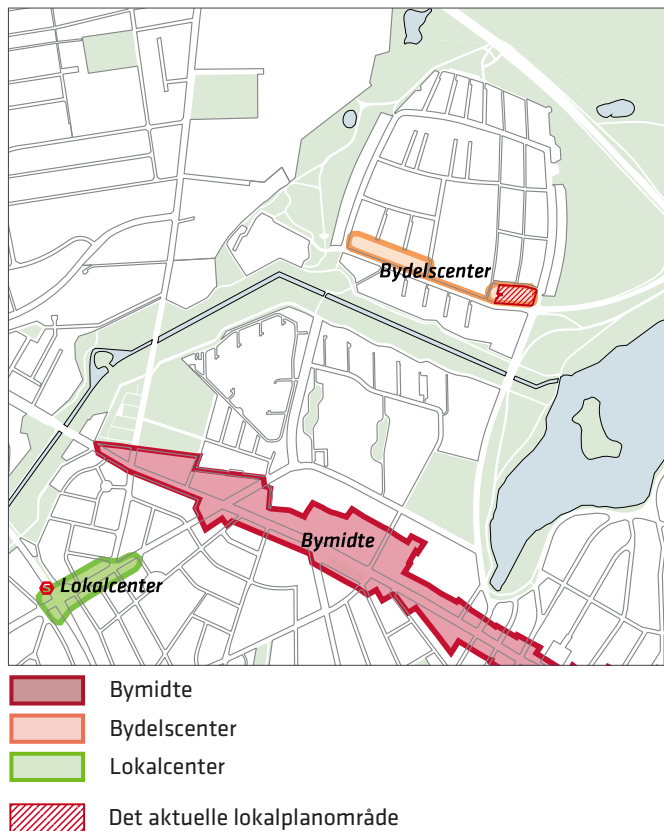 Bydelscenter
Bymidte
S
Lokalcenter
Bymidte
Bydelscenter
Lokalcenter
Det aktuelle lokalplanområde